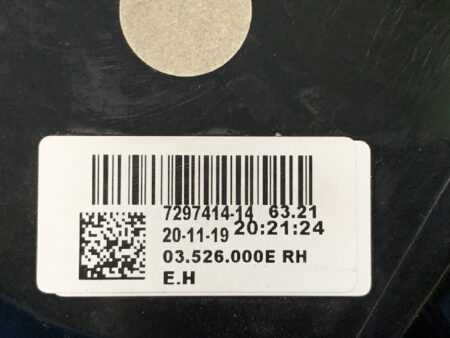 7297414-14 63.21
20-11-19 20:21:24
03.526.000E RH
E.H